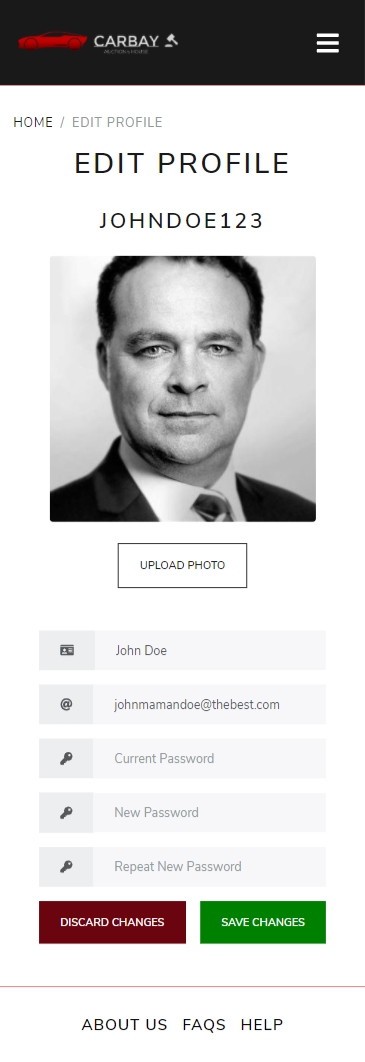 CARBAY
AUCTION & HOUSE
HOME / EDIT PROFILE
EDIT PROFILE
JOHNDOE123
UPLOAD PHOTO
John Doe
johnmamandoe@thebest.com
Current Password
New Password
Repeat New Password
DISCARD CHANGES SAVE CHANGES
ABOUT US FAQS HELP